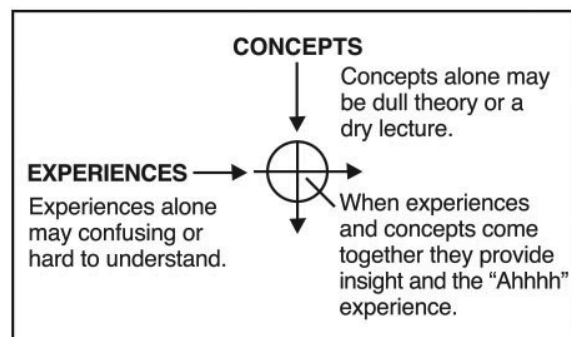 CONCEPTS
Concepts alone may
be dull theory or a
dry lecture.
EXPERIENCES
Experiences alone
may confusing or
hard to understand.
When experiences
and concepts come
together they provide
insight and the “Ahhhh”
experience.